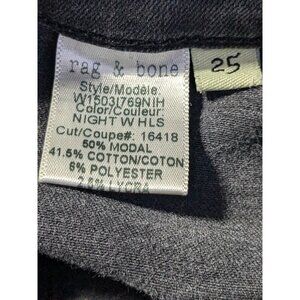 rag & bone
25
Style/Modèle:
W1503I769NIH
Color/Couleur:
NIGHT W HLS
Cut/Coupe#: 16418
50% MODAL
41.5% COTTON/COTON
6% POLYESTER
LYCRA